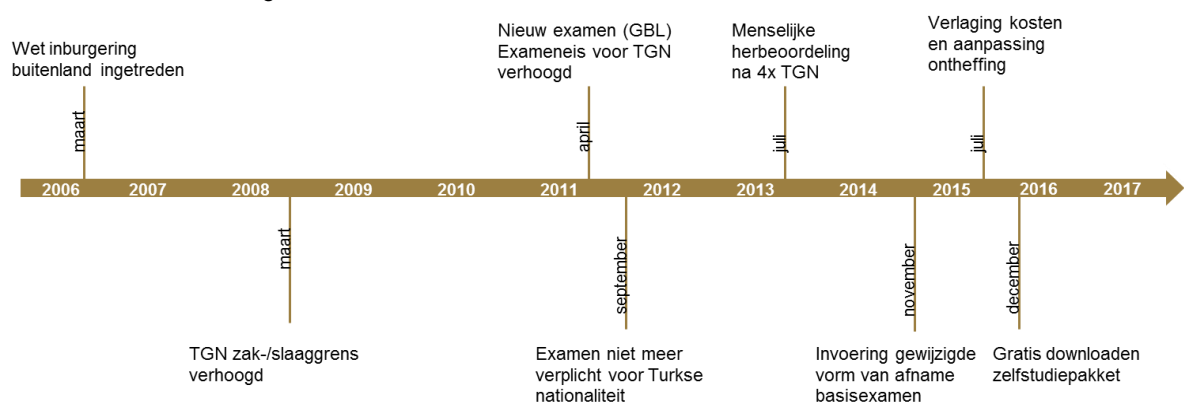 Wet inburgering
buitenland ingetreden
Nieuw examen (GBL)
Exameneis voor TGN
verhoogd
Menselijke
herbeoordeling
na 4x TGN
Verlaging kosten
en aanpassing
ontheffing
maart
april
juli
juli
2006 2007 2008 2009 2010 2011 2012 2013 2014 2015 2016 2017
maart
september
november
december
TGN zak-/slaaggrens
verhoogd
Examen niet meer
verplicht voor Turkse
nationaliteit
Invoering gewijzigde
vorm van afname
basisexamen
Gratis downloaden
zelfstudiepakket